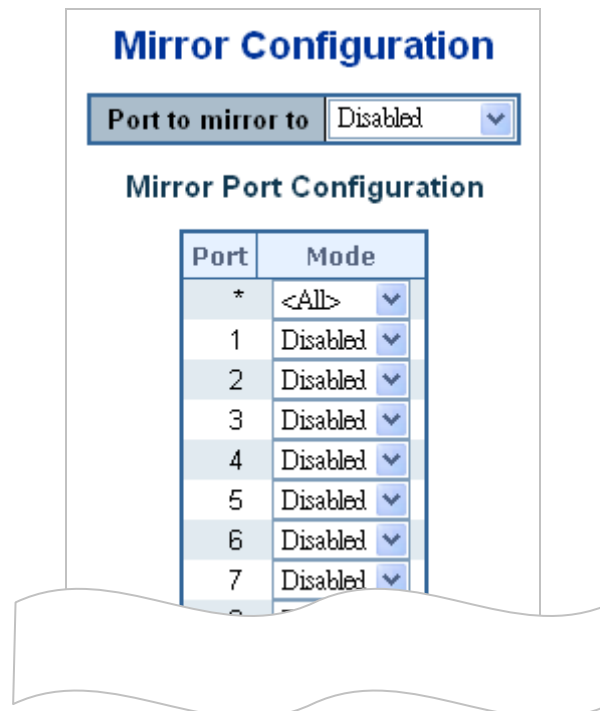 Mirror Configuration
Port to mirror to Disabled
Mirror Port Configuration
Port Mode
* <All>
1 Disabled
2 Disabled
3 Disabled
4 Disabled
5 Disabled
6 Disabled
7 Disabled